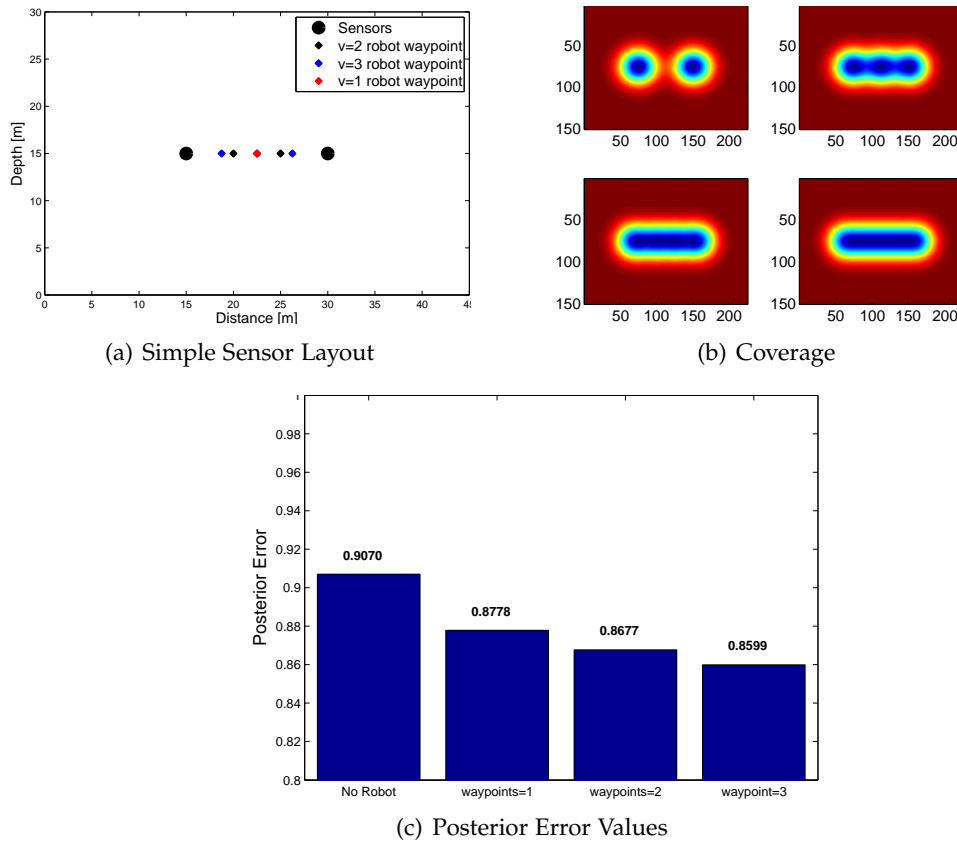 30
25
20
15
10
5
0
Depth [m]
0 5 10 15 20 25 30 35 40 45
Distance [m]
Sensors
v=2 robot waypoint
v=3 robot waypoint
v=1 robot waypoint
(a) Simple Sensor Layout
50
100
150
50 100 150 200
50
100
150
50 100 150 200
50
100
150
50 100 150 200
50
100
150
50 100 150 200
(b) Coverage
0.98
0.96
0.94
0.92
0.9
0.88
0.86
0.84
0.82
0.8
Posterior Error
0.9070
0.8778
0.8677
0.8599
No Robot waypoints=1 waypoints=2 waypoint=3
(c) Posterior Error Values